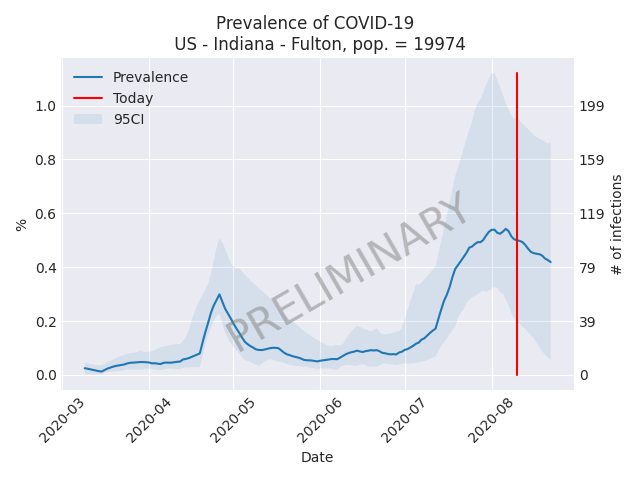 Prevalence of COVID-19
US - Indiana - Fulton, pop. = 19974
Prevalence
Today
95CI
1.0
0.8
0.6
0.4
0.2
0.0
%
199
159
119
79
39
0
# of infections
PRELIMINARY
2020-03
2020-04
2020-05
2020-06
2020-07
2020-08
Date